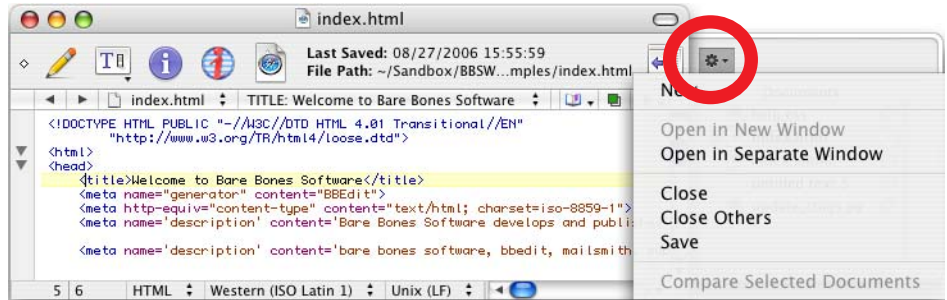 index.html
Last Saved: 08/27/2006 15:55:59
File Path: ~/Sandbox/BBSW...mples/index.html
index.html TITLE: Welcome to Bare Bones Software
<!DOCTYPE HTML PUBLIC "-//W3C//DTD HTML 4.01 Transitional//EN"
"http://www.w3.org/TR/html4/loose.dtd">
<html>
<head>
<title>Welcome to Bare Bones Software</title>
<meta name="generator" content="BBEdit">
<meta http-equiv="content-type" content="text/html; charset=iso-8859-1">
<meta name='description' content='Bare Bones Software develops and publi
<meta name='description' content='bare bones software, bbedit, mailsmith
5 6 HTML Western (ISO Latin 1) Unix (LF)
New
Open in New Window
Open in Separate Window
Close
Close Others
Save
Compare Selected Documents